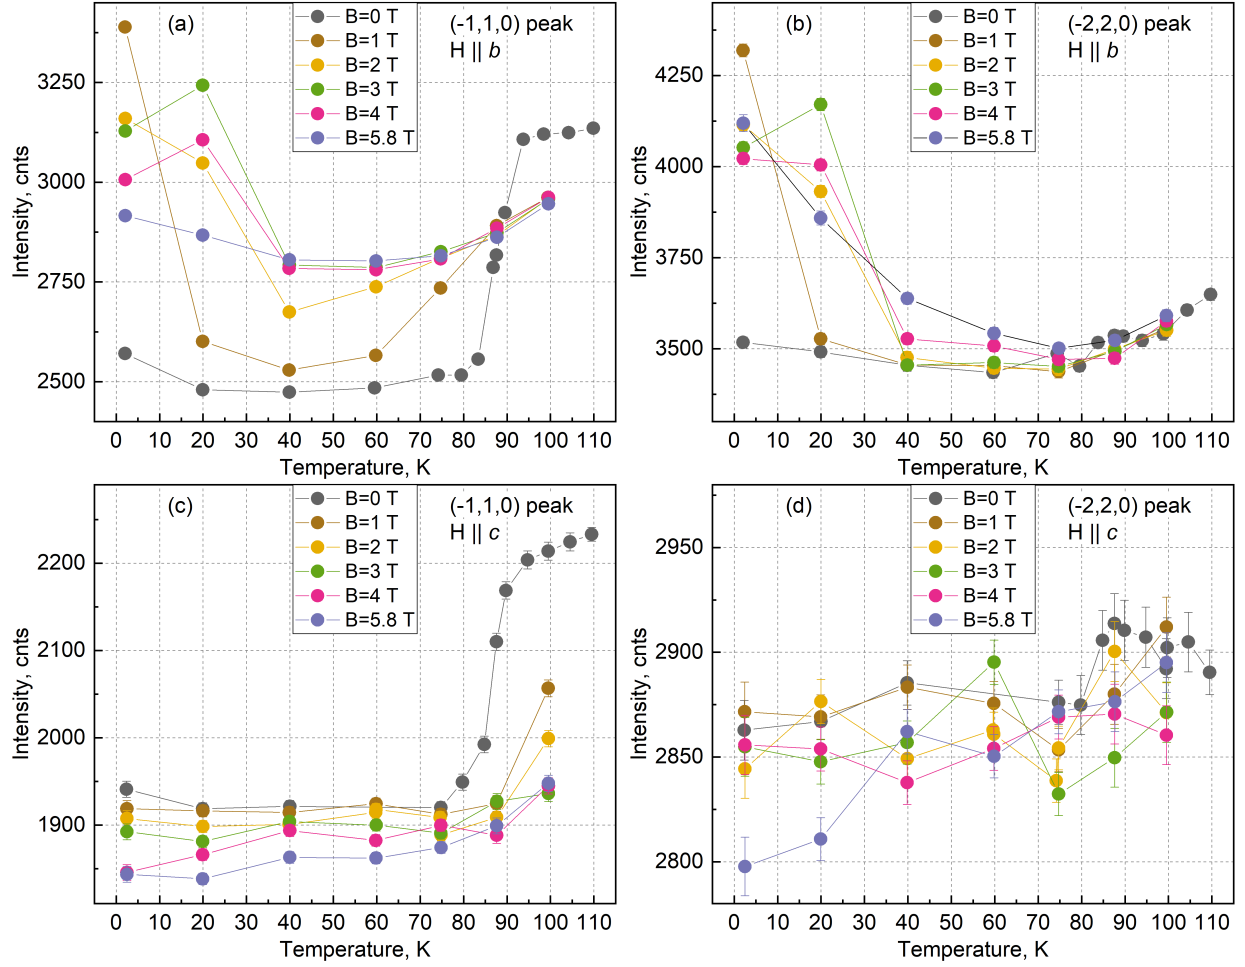 (a)
B=0 T
B=1 T
B=2 T
B=3 T
B=4 T
B=5.8 T
(-1,1,0) peak
H || b
Intensity, cnts
3250
3000
2750
2500
0 10 20 30 40 50 60 70 80 90 100 110
Temperature, K
(b)
B=0 T
B=1 T
B=2 T
B=3 T
B=4 T
B=5.8 T
(-2,2,0) peak
H || b
Intensity, cnts
4250
4000
3750
3500
0 10 20 30 40 50 60 70 80 90 100 110
Temperature, K
(c)
B=0 T
B=1 T
B=2 T
B=3 T
B=4 T
B=5.8 T
(-1,1,0) peak
H || c
Intensity, cnts
2200
2100
2000
1900
0 10 20 30 40 50 60 70 80 90 100 110
Temperature, K
(d)
B=0 T
B=1 T
B=2 T
B=3 T
B=4 T
B=5.8 T
(-2,2,0) peak
H || c
Intensity, cnts
2950
2900
2850
2800
0 10 20 30 40 50 60 70 80 90 100 110
Temperature, K